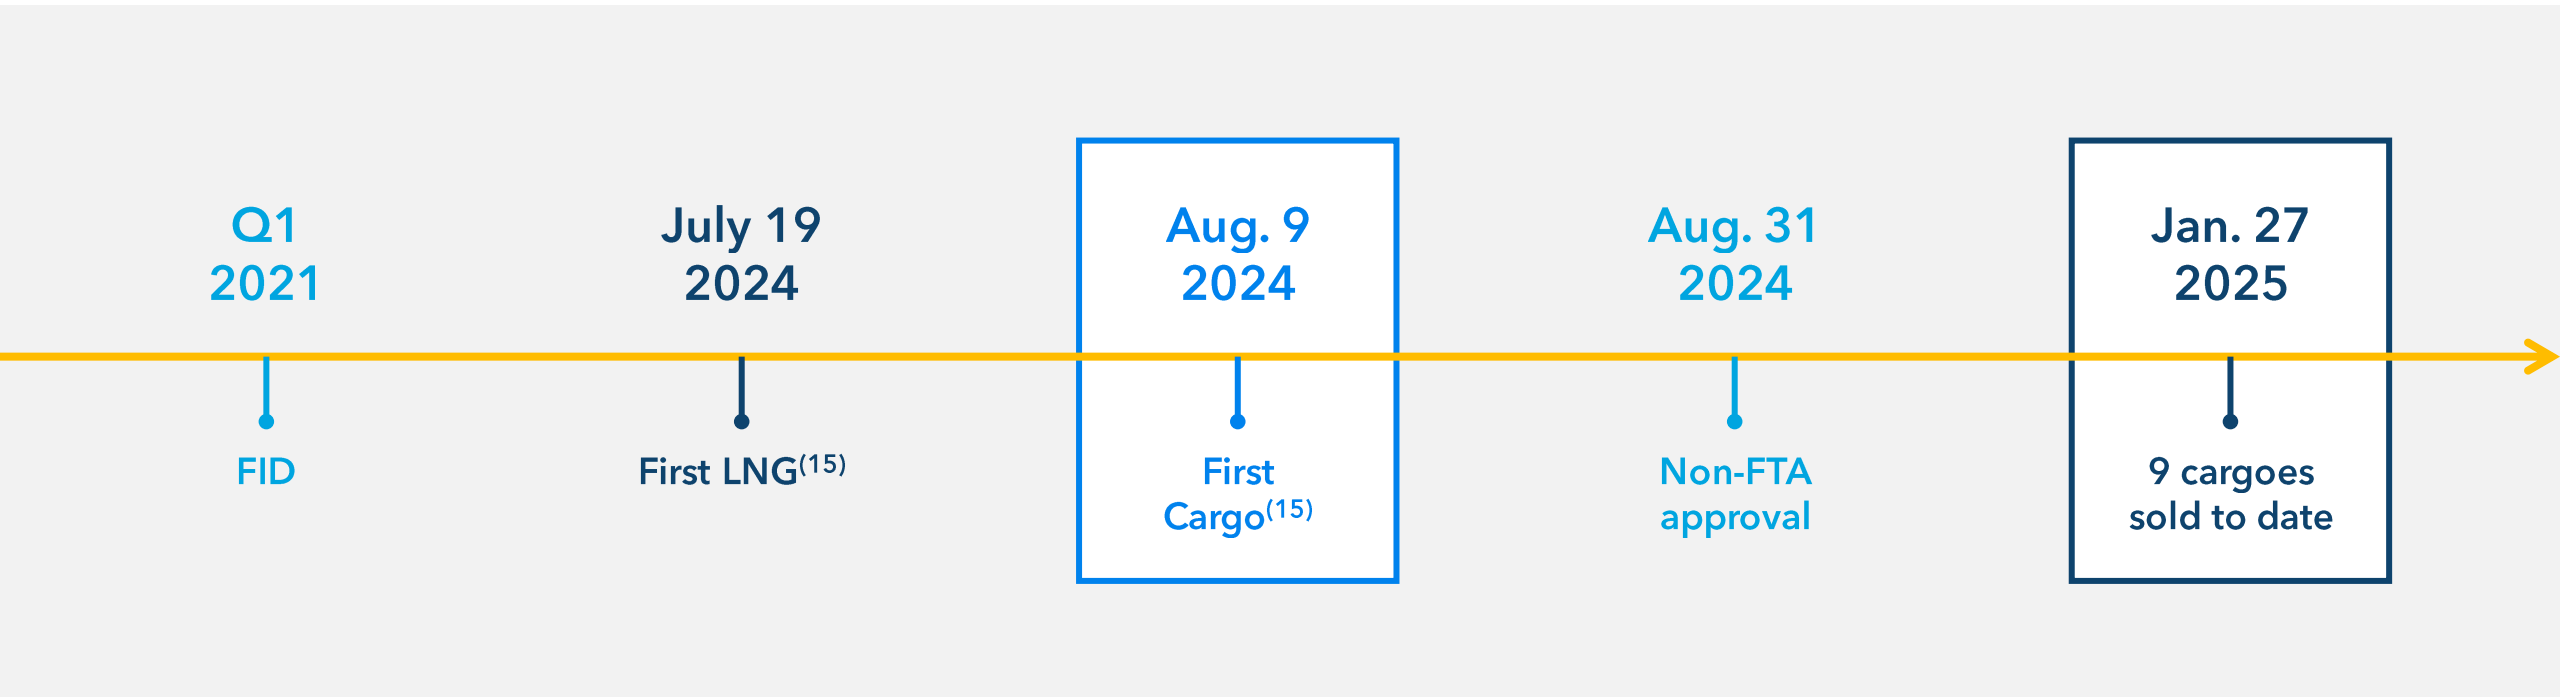 Q1
2021
FID
July 19
2024
First LNG(15)
Aug. 9
2024
First
Cargo(15)
Aug. 31
2024
Non-FTA
approval
Jan. 27
2025
9 cargoes
sold to date